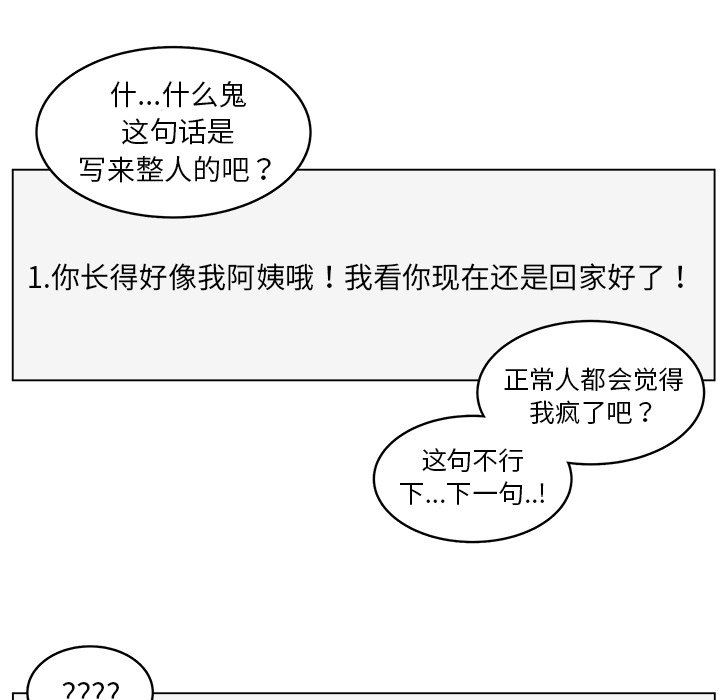 什...什么鬼
这句话是
写来整人的吧？
1.你长得好像我阿姨哦！我看你现在还是回家好了！
正常人都会觉得
我疯了吧？
这句不行
下...下一句..!
????